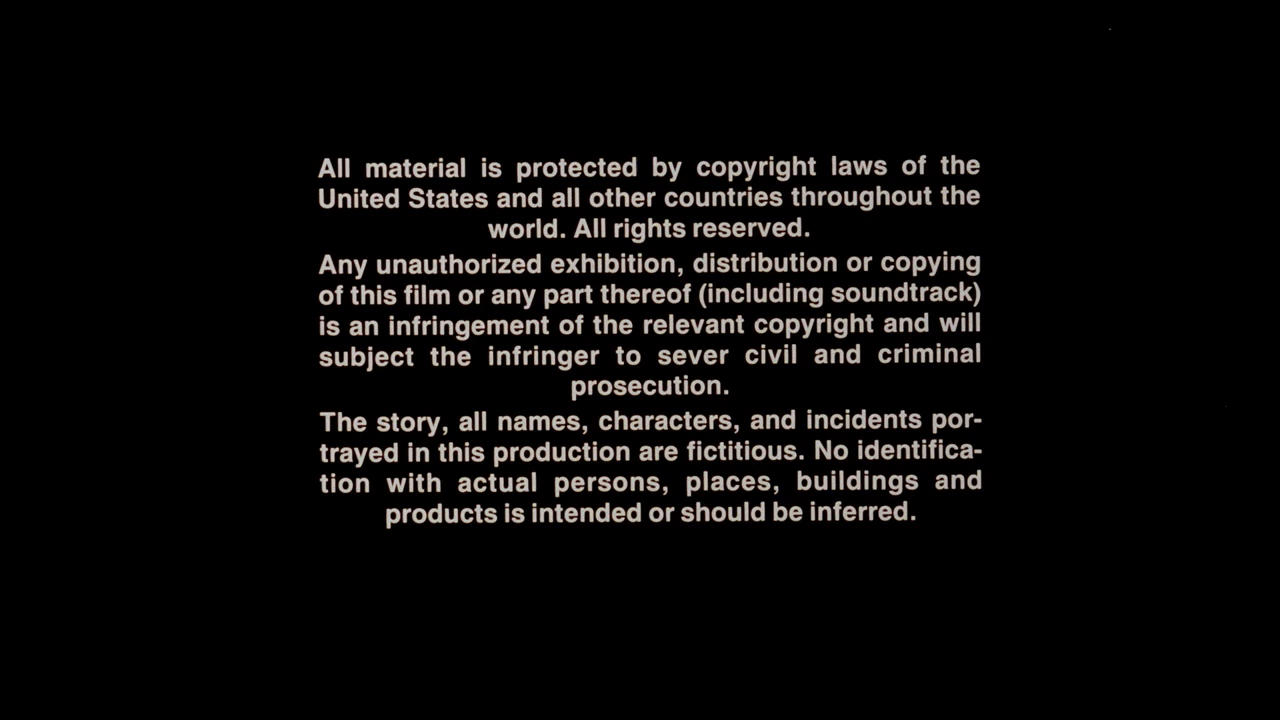 All material is protected by copyright laws of the
United States and all other countries throughout the
world. All rights reserved.
Any unauthorized exhibition, distribution or copying
of this film or any part thereof (including soundtrack)
is an infringement of the relevant copyright and will
subject the infringer to sever civil and criminal
prosecution.
The story, all names, characters, and incidents por-
trayed in this production are fictitious. No identifica-
tion with actual persons, places, buildings and
products is intended or should be inferred.